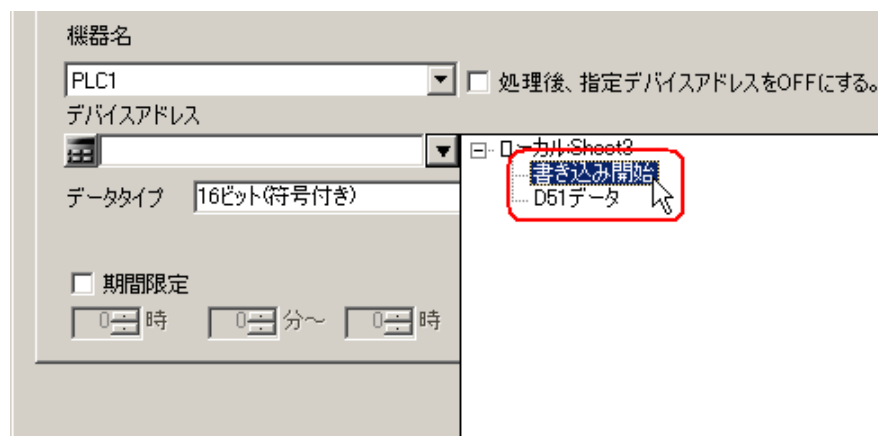 機器名
PLC1
処理後、指定デバイスアドレスをOFFにする。
デバイスアドレス
ローカル:Sheet3
書き込み開始
D51データ
データタイプ 16ビット(符号付き)
期間限定
0 時 0 分～ 0 時